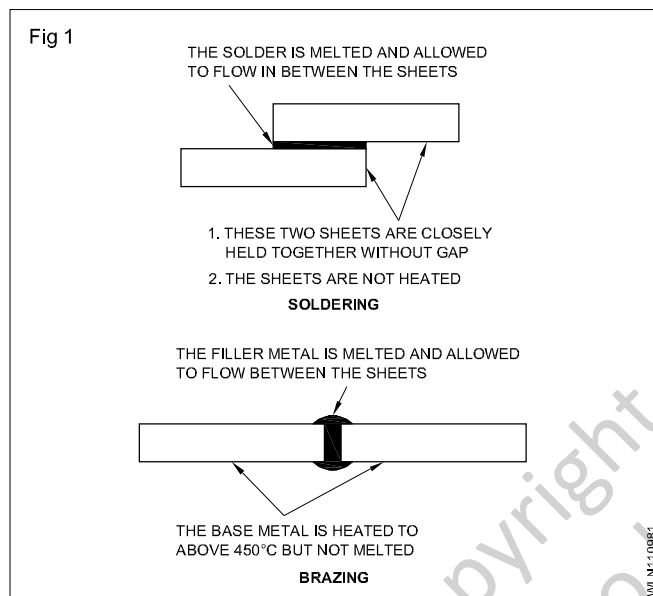 Fig 1
THE SOLDER IS MELTED AND ALLOWED
TO FLOW IN BETWEEN THE SHEETS
1. THESE TWO SHEETS ARE CLOSELY
HELD TOGETHER WITHOUT GAP
2. THE SHEETS ARE NOT HEATED
SOLDERING
THE FILLER METAL IS MELTED AND ALLOWED
TO FLOW BETWEEN THE SHEETS
THE BASE METAL IS HEATED TO
ABOVE 450°C BUT NOT MELTED
BRAZING